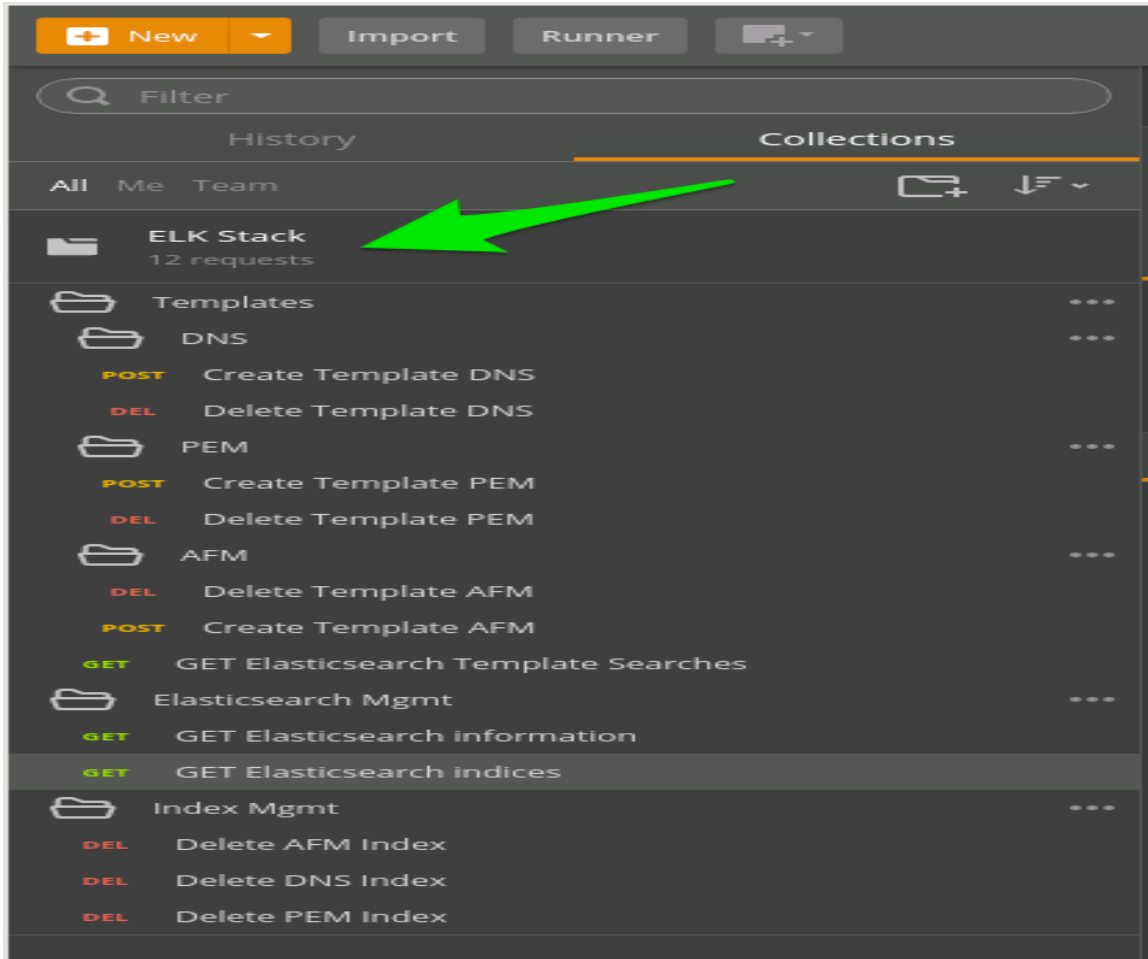 New Import Runner
Filter
History Collections
All Me Team
ELK Stack
12 requests
Templates
DNS
POST Create Template DNS
DEL Delete Template DNS
PEM
POST Create Template PEM
DEL Delete Template PEM
AFM
DEL Delete Template AFM
POST Create Template AFM
GET GET Elasticsearch Template Searches
Elasticsearch Mgmt
GET GET Elasticsearch information
GET GET Elasticsearch indices
Index Mgmt
DEL Delete AFM Index
DEL Delete DNS Index
DEL Delete PEM Index